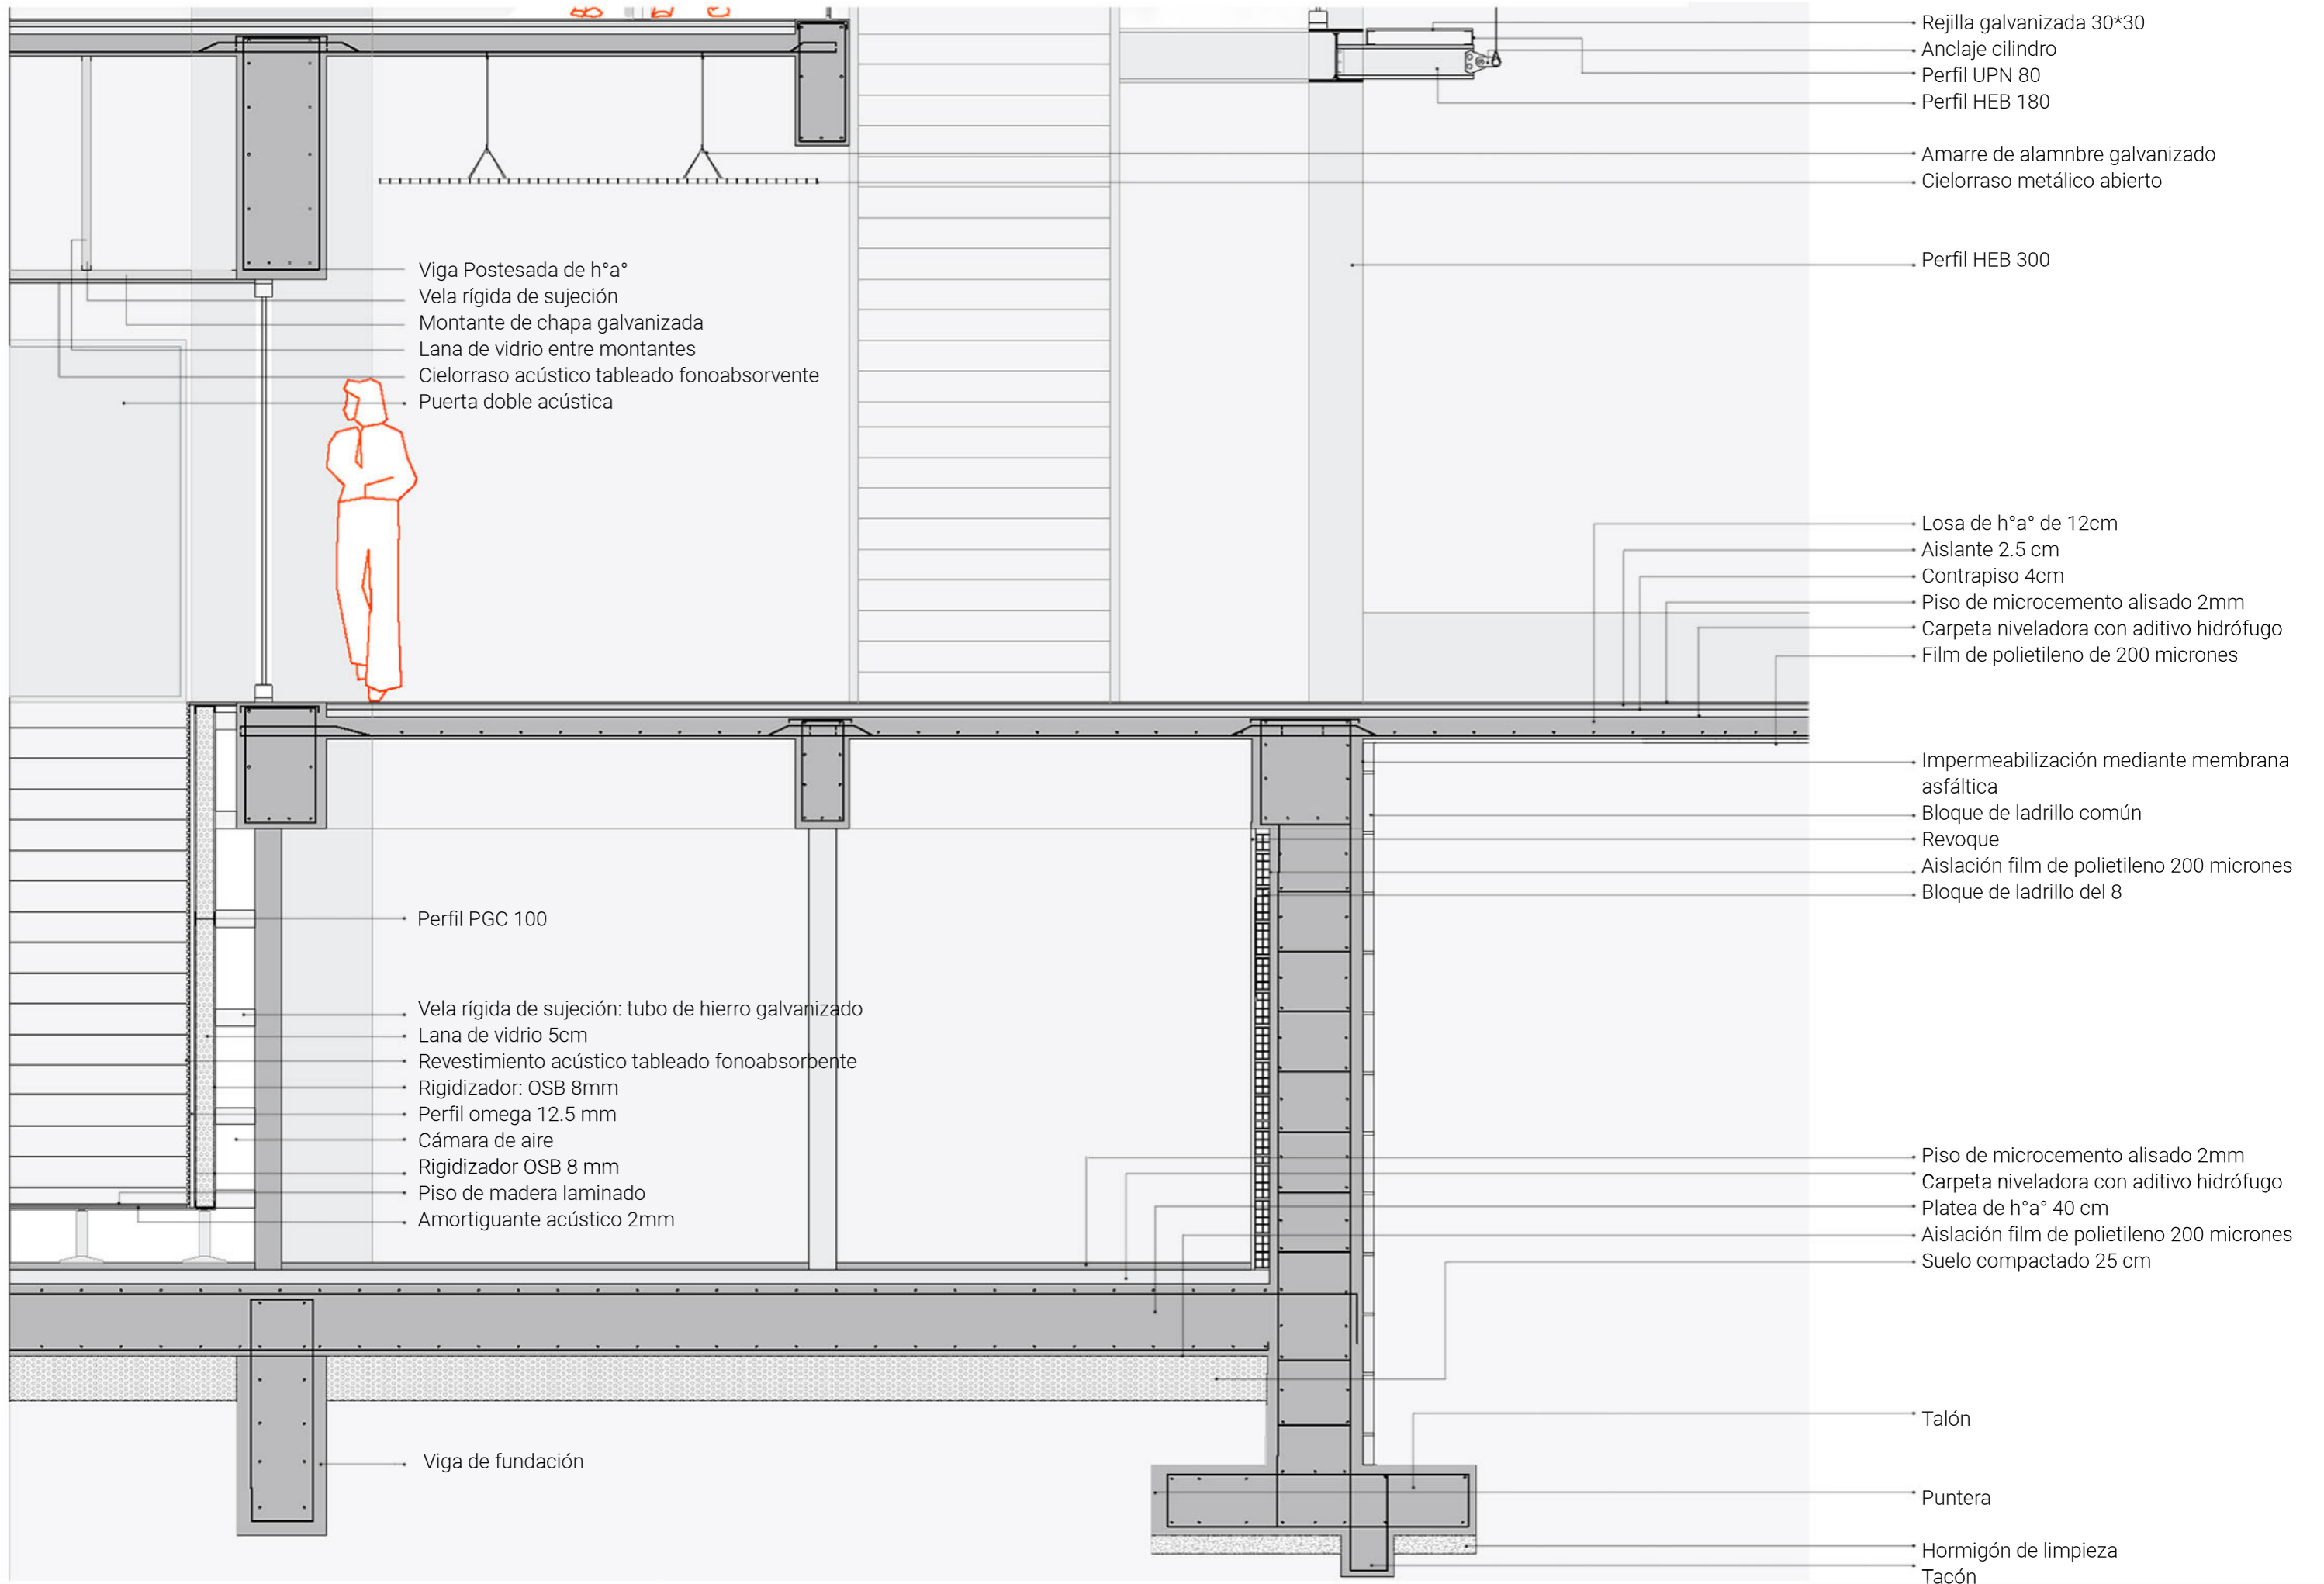 Rejilla galvanizada 30*30
Anclaje cilindro
Perfil UPN 80
Perfil HEB 180
Amarre de alamnbre galvanizado
Cielorraso metálico abierto
Perfil HEB 300
Viga Postesada de h°a°
Vela rígida de sujeción
Montante de chapa galvanizada
Lana de vidrio entre montantes
Cielorraso acústico tableado fonoabsorvente
Puerta doble acústica
Losa de h°a° de 12cm
Aislante 2.5 cm
Contrapiso 4cm
Piso de microcemento alisado 2mm
Carpeta niveladora con aditivo hidrófugo
Film de polietileno de 200 micrones
Impermeabilización mediante membrana
asfáltica
Bloque de ladrillo común
Revoque
Aislación film de polietileno 200 micrones
Bloque de ladrillo del 8
Perfil PGC 100
Vela rígida de sujeción: tubo de hierro galvanizado
Lana de vidrio 5cm
Revestimiento acústico tableado fonoabsorbente
Rigidizador: OSB 8mm
Perfil omega 12.5 mm
Cámara de aire
Rigidizador OSB 8 mm
Piso de madera laminado
Amortiguante acústico 2mm
Piso de microcemento alisado 2mm
Carpeta niveladora con aditivo hidrófugo
Platea de h°a° 40 cm
Aislación film de polietileno 200 micrones
Suelo compactado 25 cm
Viga de fundación
Talón
Puntera
Hormigón de limpieza
Tacón